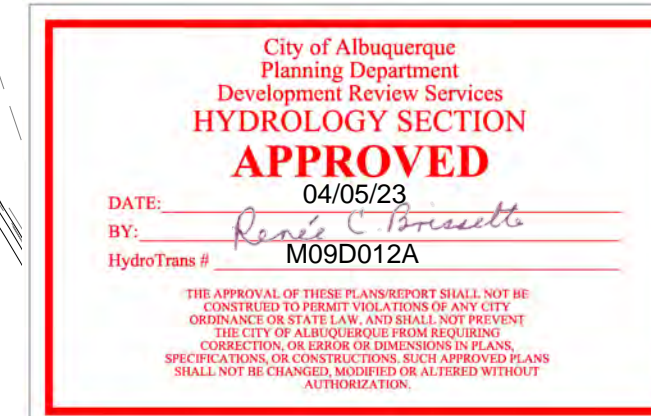 City of Albuquerque
Planning Department
Development Review Services
HYDROLOGY SECTION
APPROVED
DATE: 04/05/23
BY: Renée C. Brissette
HydroTrans # M09D012A
THE APPROVAL OF THESE PLANS/REPORT SHALL NOT BE
CONSTRUED TO PERMIT VIOLATIONS OF ANY CITY
ORDINANCE OR STATE LAW, AND SHALL NOT PREVENT
THE CITY OF ALBUQUERQUE FROM REQUIRING
CORRECTION, OR ERROR OR DIMENSIONS IN PLANS,
SPECIFICATIONS, OR CONSTRUCTIONS. SUCH APPROVED PLANS
SHALL NOT BE CHANGED, MODIFIED OR ALTERED WITHOUT
AUTHORIZATION.